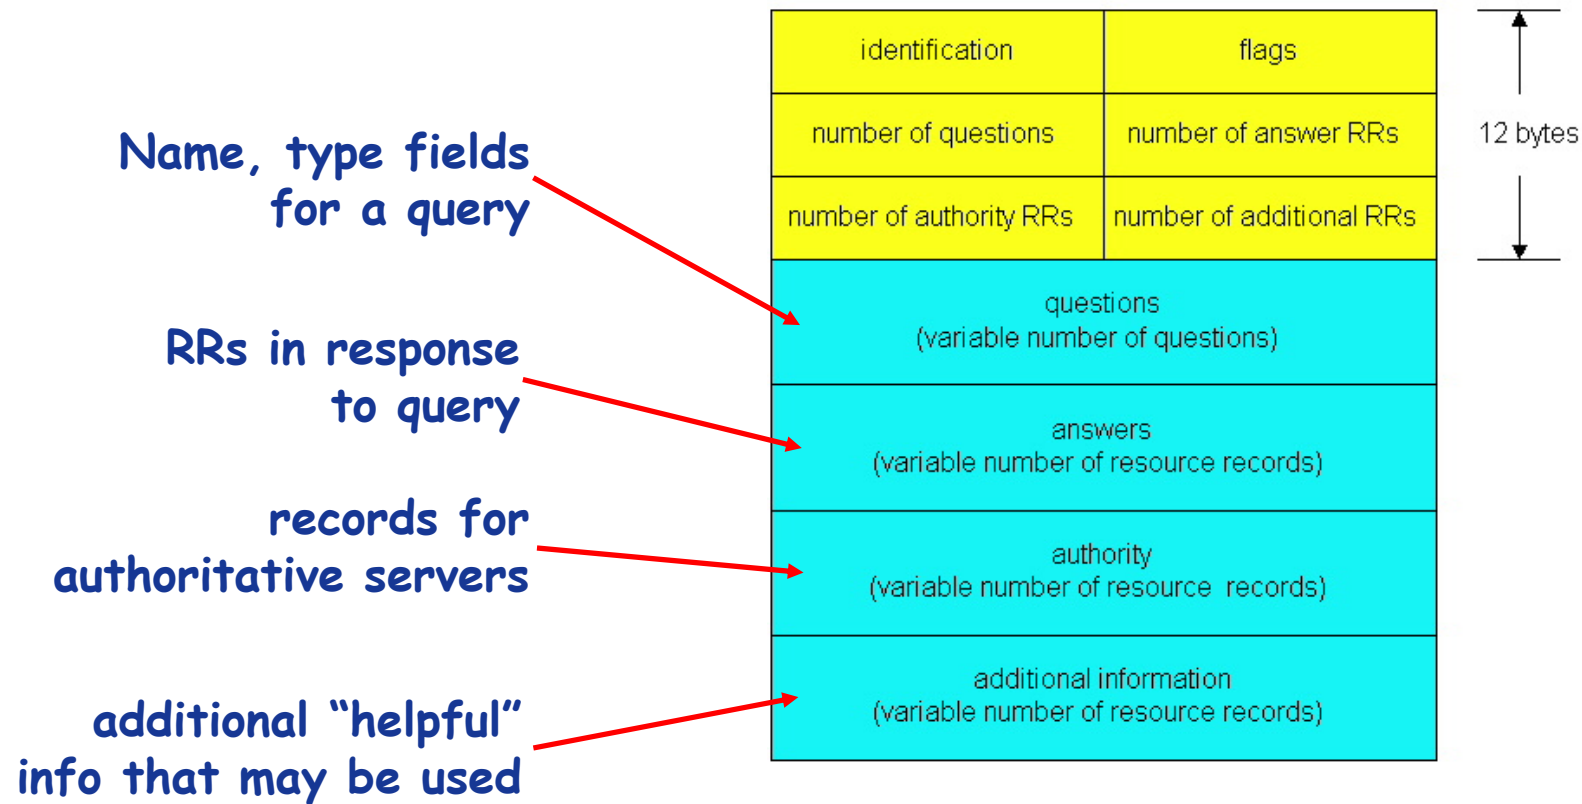 identification
flags
number of questions
number of answer RRs
12 bytes
number of authority RRs
number of additional RRs
Name, type fields
for a query
questions
(variable number of questions)
RRs in response
to query
answers
(variable number of resource records)
records for
authoritative servers
authority
(variable number of resource records)
additional "helpful"
info that may be used
additional information
(variable number of resource records)